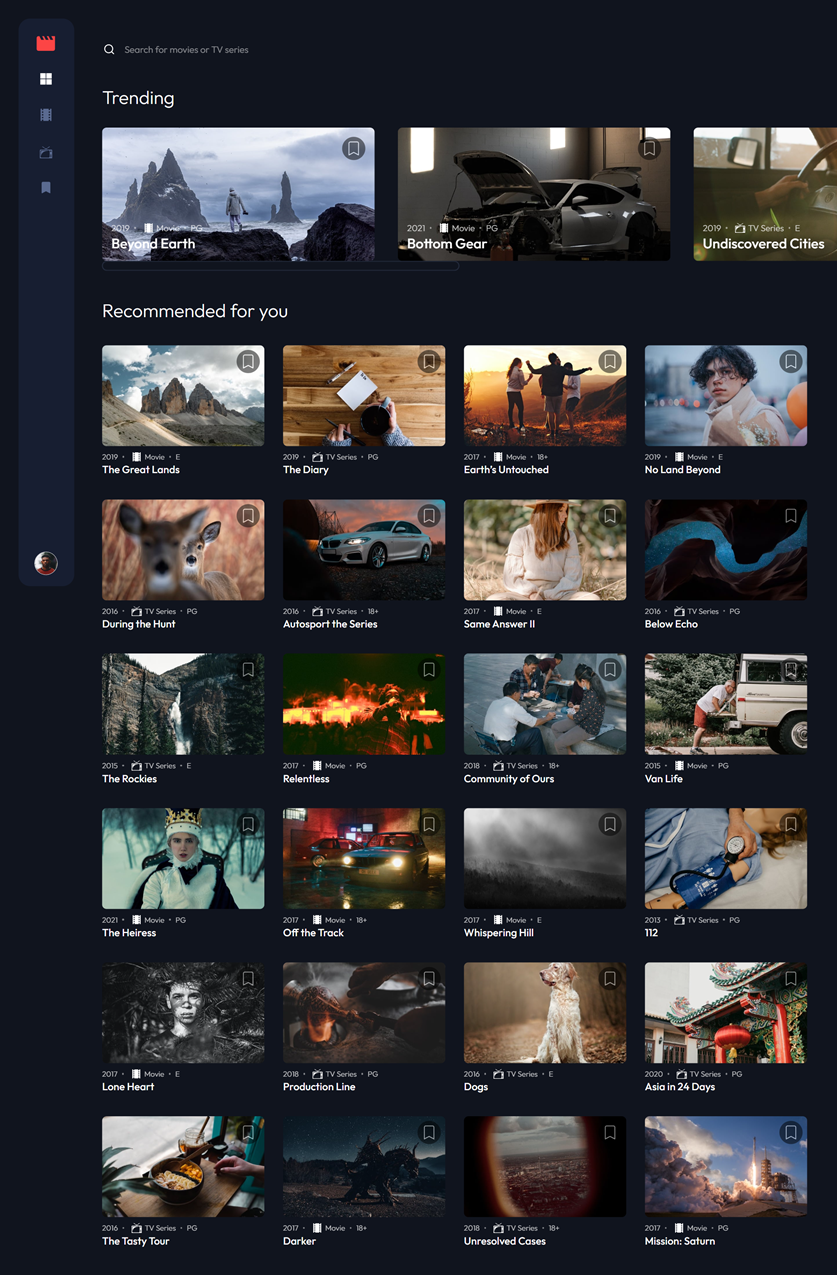 Search for movies or TV series
Trending
2019 · Movie · PG
Beyond Earth
2021 · Movie · PG
Bottom Gear
2019 · TV Series · E
Undiscovered Cities
Recommended for you
2019 · Movie · E
The Great Lands
2019 · TV Series · PG
The Diary
2017 · Movie · 18+
Earth's Untouched
2019 · Movie · E
No Land Beyond
2016 · TV Series · PG
During the Hunt
2016 · TV Series · 18+
Autosport the Series
2017 · Movie · E
Same Answer II
2016 · TV Series · PG
Below Echo
2015 · TV Series · E
The Rockies
2017 · Movie · PG
Relentless
2018 · TV Series · 18+
Community of Ours
2015 · Movie · PG
Van Life
2021 · Movie · PG
The Heiress
2017 · Movie · 18+
Off the Track
2017 · Movie · E
Whispering Hill
2013 · TV Series · PG
112
2017 · Movie · E
Lone Heart
2018 · TV Series · PG
Production Line
2016 · TV Series · E
Dogs
2020 · TV Series · PG
Asia in 24 Days
2016 · TV Series · PG
The Tasty Tour
2017 · Movie · 18+
Darker
2018 · TV Series · 18+
Unresolved Cases
2017 · Movie · PG
Mission: Saturn